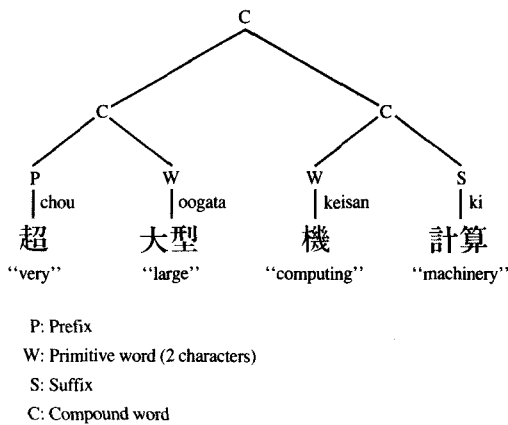 C
C C
P W W S
chou oogata keisan ki
超 大型 機 計算
“very” “large” “computing” “machinery”
P: Prefix
W: Primitive word (2 characters)
S: Suffix
C: Compound word